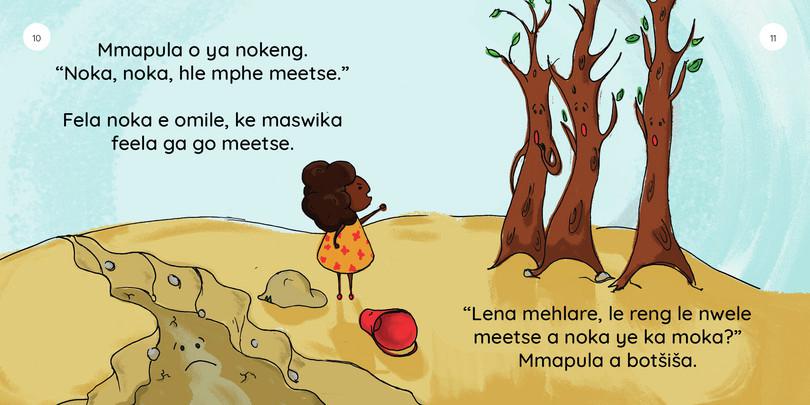 10
Mmapula o ya nokeng.
“Noka, noka, hle mphe meetse.”
Fela noka e omile, ke maswika
feela ga go meetse.
11
“Lena mehlare, le reng le nwele
meetse a noka ye ka moka?”
Mmapula a botšiša.